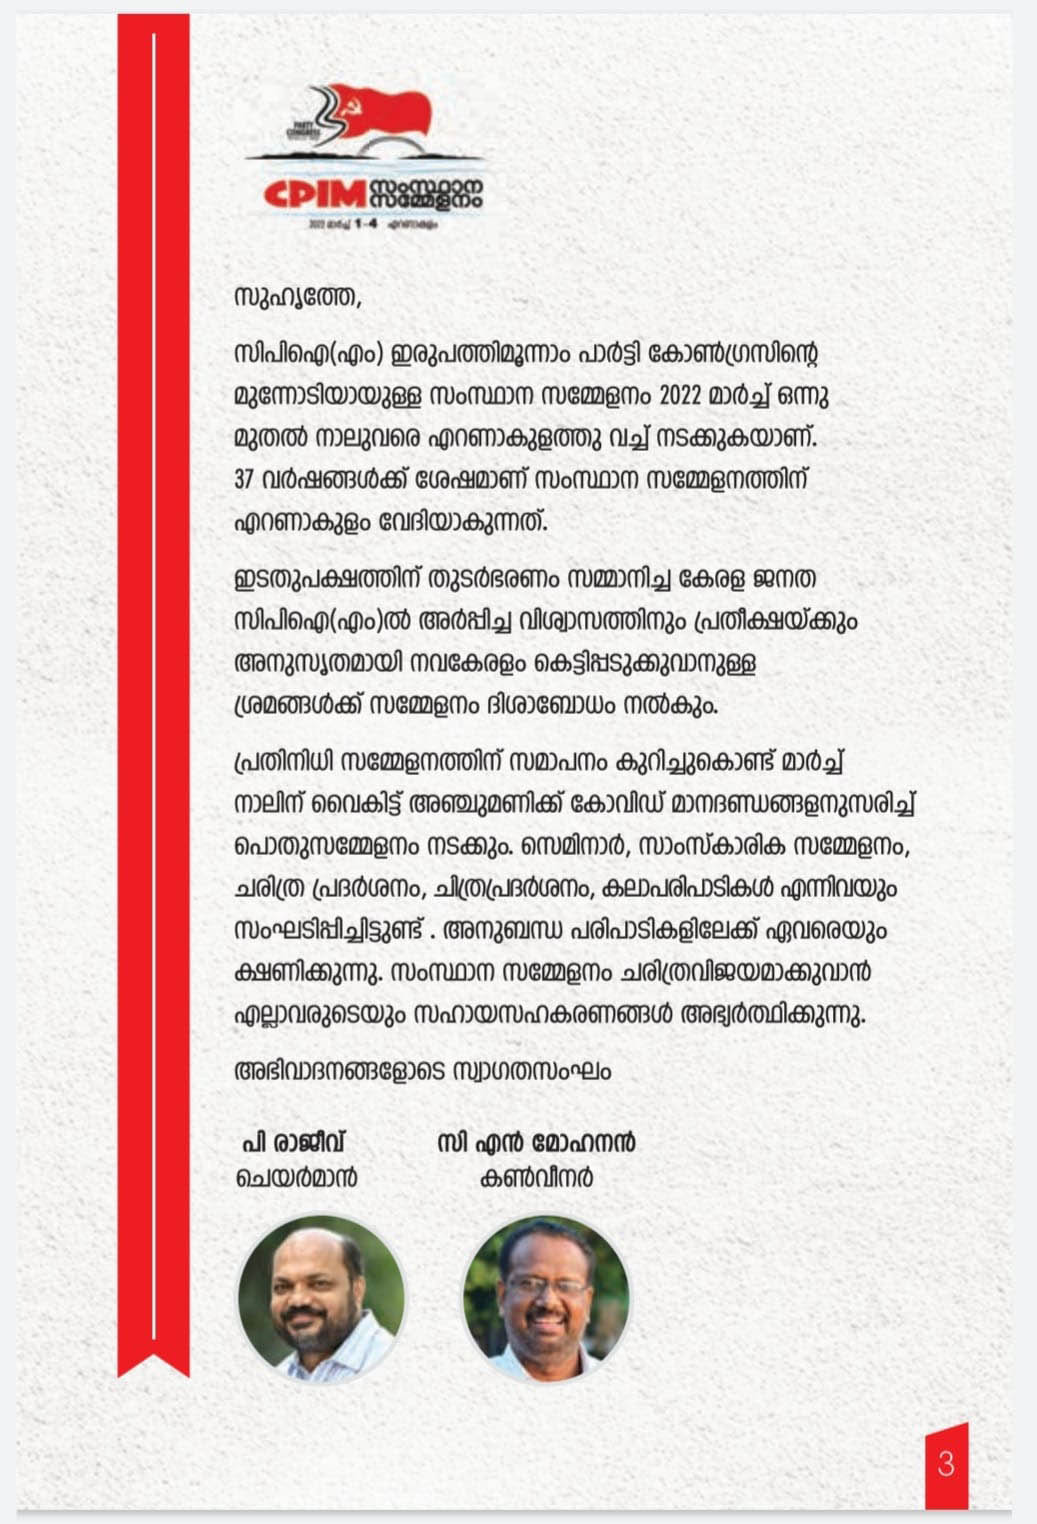 PARTY
CONGRESS
CPIM സംസ്ഥാന
സമ്മേളനം
2022 മാർച്ച് 1-4 എറണാകുളം
സുഹൃത്തേ,
സിപിഐ(എം) ഇരുപത്തിമൂന്നാം പാർട്ടി കോൺഗ്രസിന്റെ
മുന്നോടിയായുള്ള സംസ്ഥാന സമ്മേളനം 2022 മാർച്ച് ഒന്നു
മുതൽ നാലുവരെ എറണാകുളത്തു വച്ച് നടക്കുകയാണ്.
37 വർഷങ്ങൾക്ക് ശേഷമാണ് സംസ്ഥാന സമ്മേളനത്തിന്
എറണാകുളം വേദിയാകുന്നത്.
ഇടതുപക്ഷത്തിന് തുടർഭരണം സമ്മാനിച്ച കേരള ജനത
സിപിഐ(എം)ൽ അർപ്പിച്ച വിശ്വാസത്തിനും പ്രതീക്ഷയ്ക്കും
അനുസൃതമായി നവകേരളം കെട്ടിപ്പടുക്കുവാനുള്ള
ശ്രമങ്ങൾക്ക് സമ്മേളനം ദിശാബോധം നൽകും.
പ്രതിനിധി സമ്മേളനത്തിന് സമാപനം കുറിച്ചുകൊണ്ട് മാർച്ച്
നാലിന് വൈകിട്ട് അഞ്ചുമണിക്ക് കോവിഡ് മാനദണ്ഡങ്ങളനുസരിച്ച്
പൊതുസമ്മേളനം നടക്കും. സെമിനാർ, സാംസ്കാരിക സമ്മേളനം,
ചരിത്ര പ്രദർശനം, ചിത്രപ്രദർശനം, കലാപരിപാടികൾ എന്നിവയും
സംഘടിപ്പിച്ചിട്ടുണ്ട് . അനുബന്ധ പരിപാടികളിലേക്ക് ഏവരെയും
ക്ഷണിക്കുന്നു. സംസ്ഥാന സമ്മേളനം ചരിത്രവിജയമാക്കുവാൻ
എല്ലാവരുടെയും സഹായസഹകരണങ്ങൾ അഭ്യർത്ഥിക്കുന്നു.
അഭിവാദനങ്ങളോടെ സ്വാഗതസംഘം
പി രാജീവ് സി എൻ മോഹനൻ
ചെയർമാൻ കൺവീനർ
3